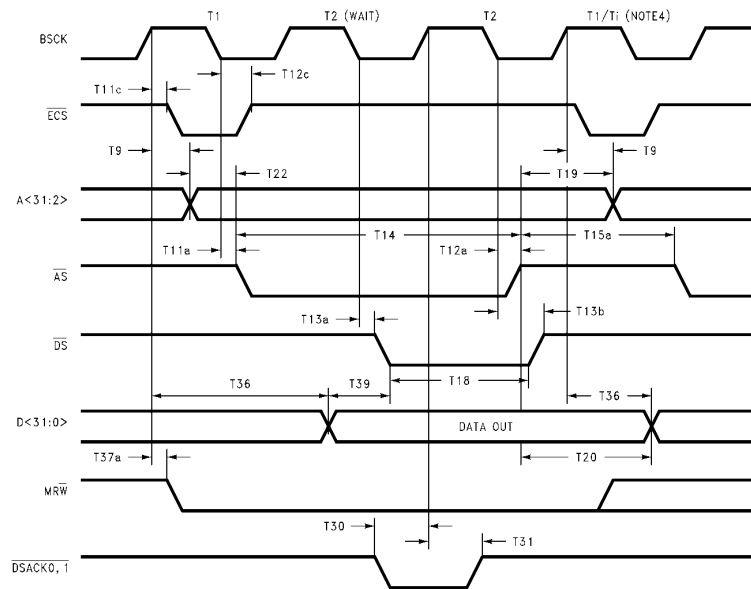 T1 T2 (WAIT) T2 T1/Ti (NOTE4)
BSCK
T11c T12c
ECS
T9 T9
T22 T19
A<31:2>
T14 T15a
T11a T12a
AS
T13a T13b
DS
T36 T39 T18 T36
D<31:0> DATA OUT
T37a T20
MRW
T30 T31
DSACK0, 1